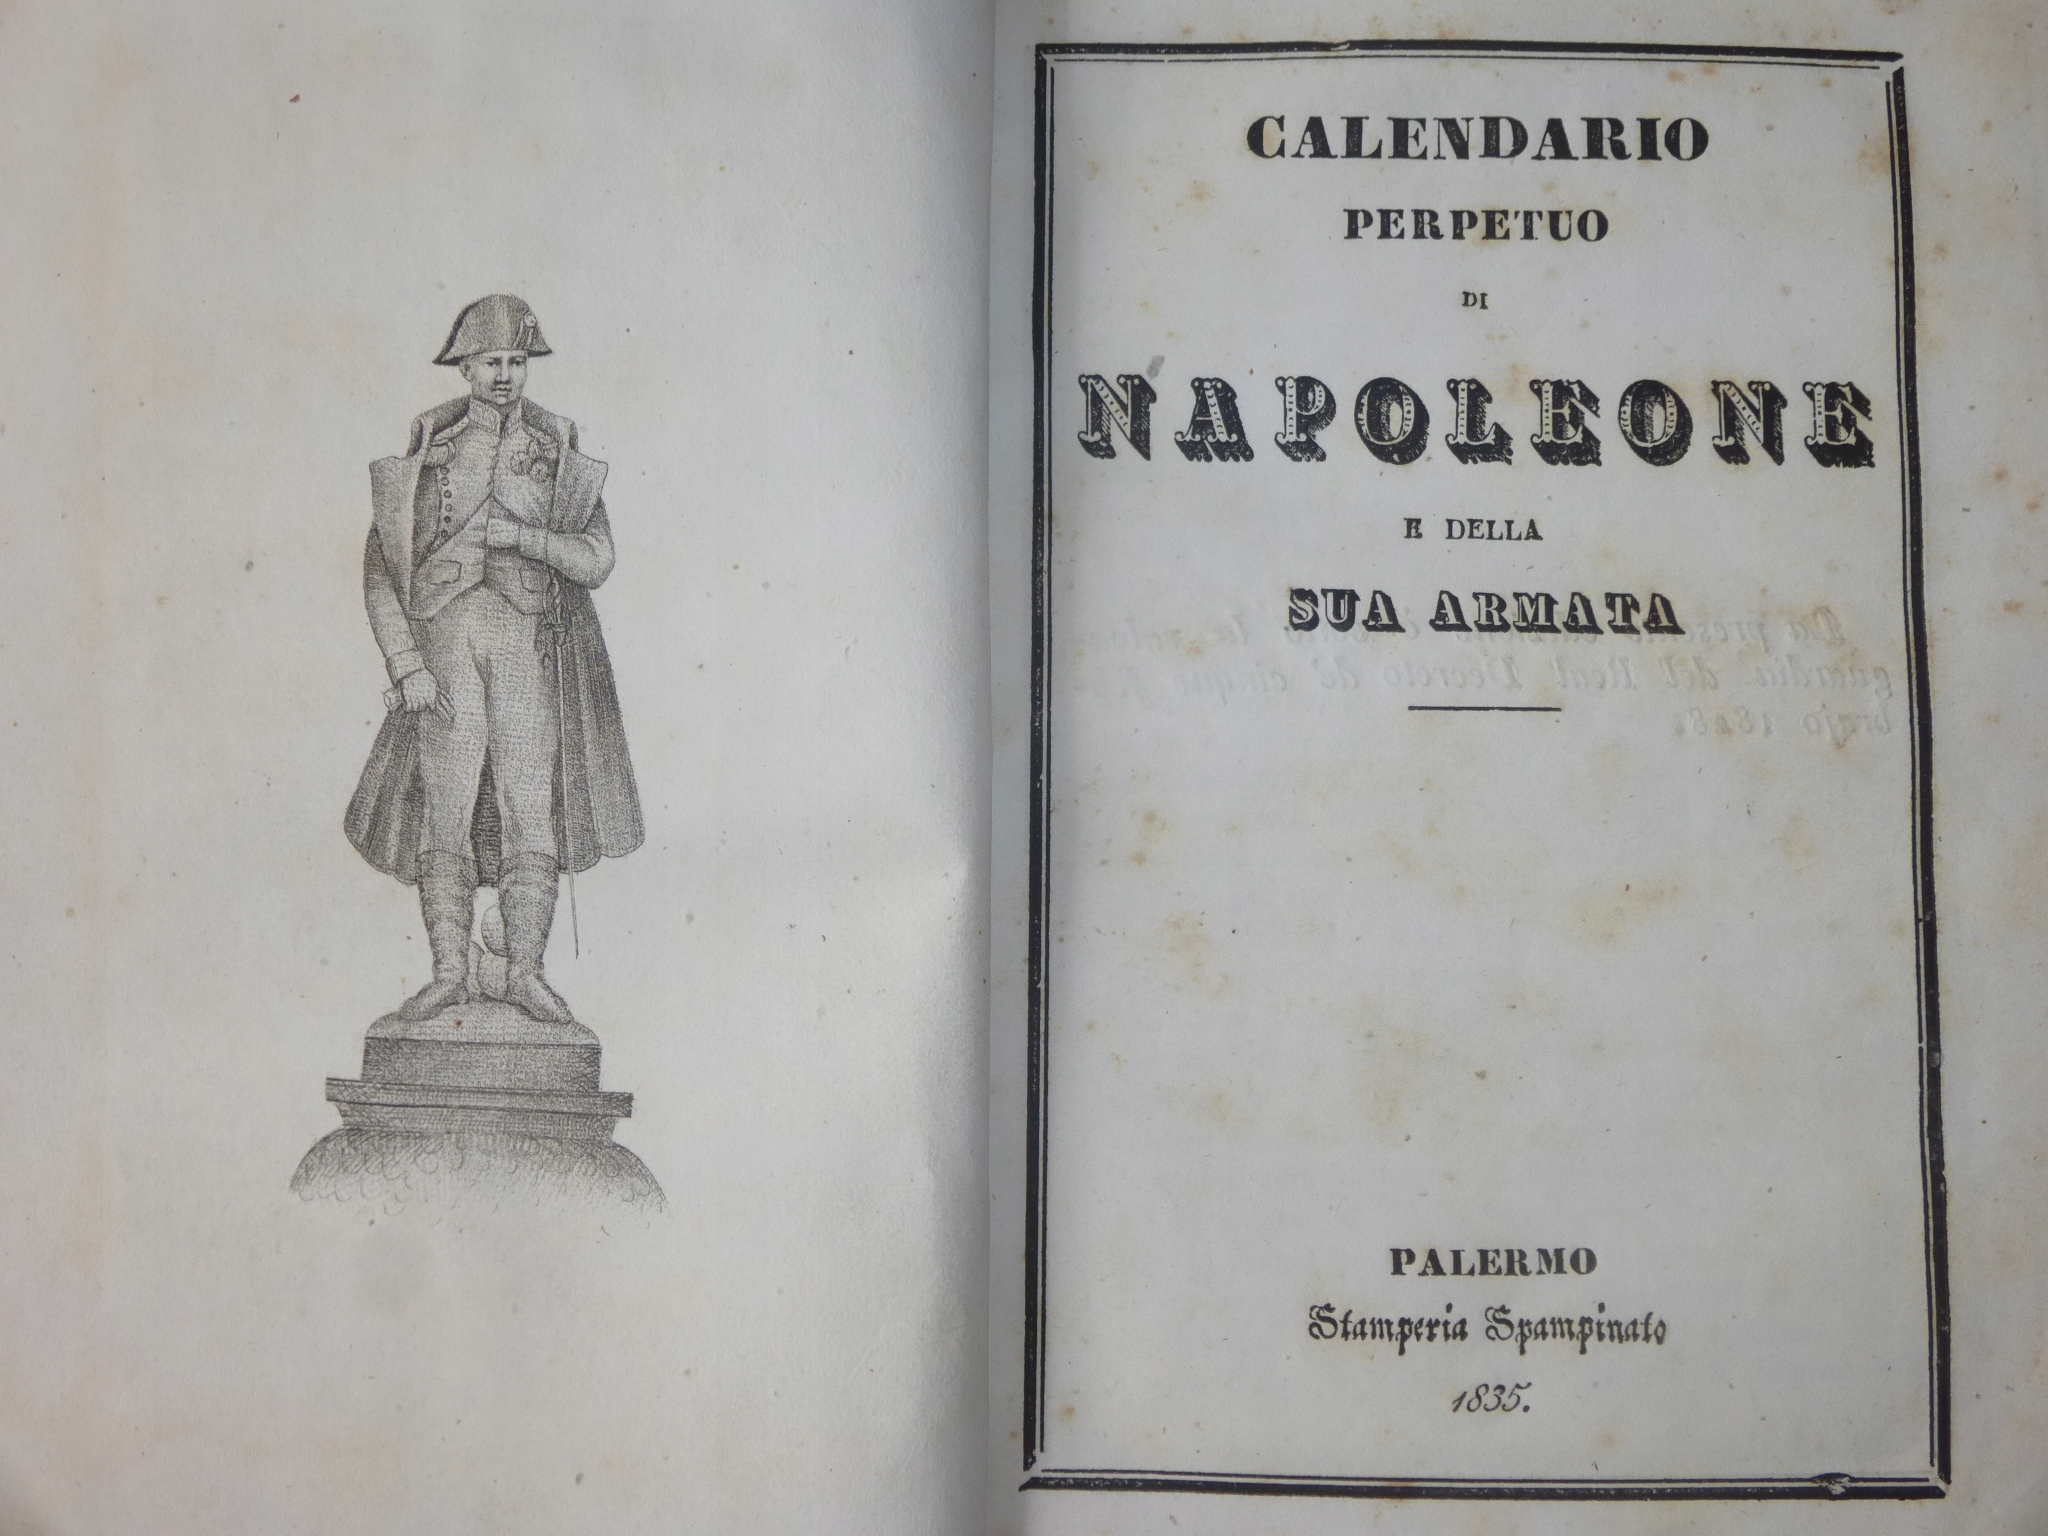 CALENDARIO
PERPETUO
DI
NAPOLEONE
E DELLA
SUA ARMATA
PALERMO
Stamperia Spampinato
1835.